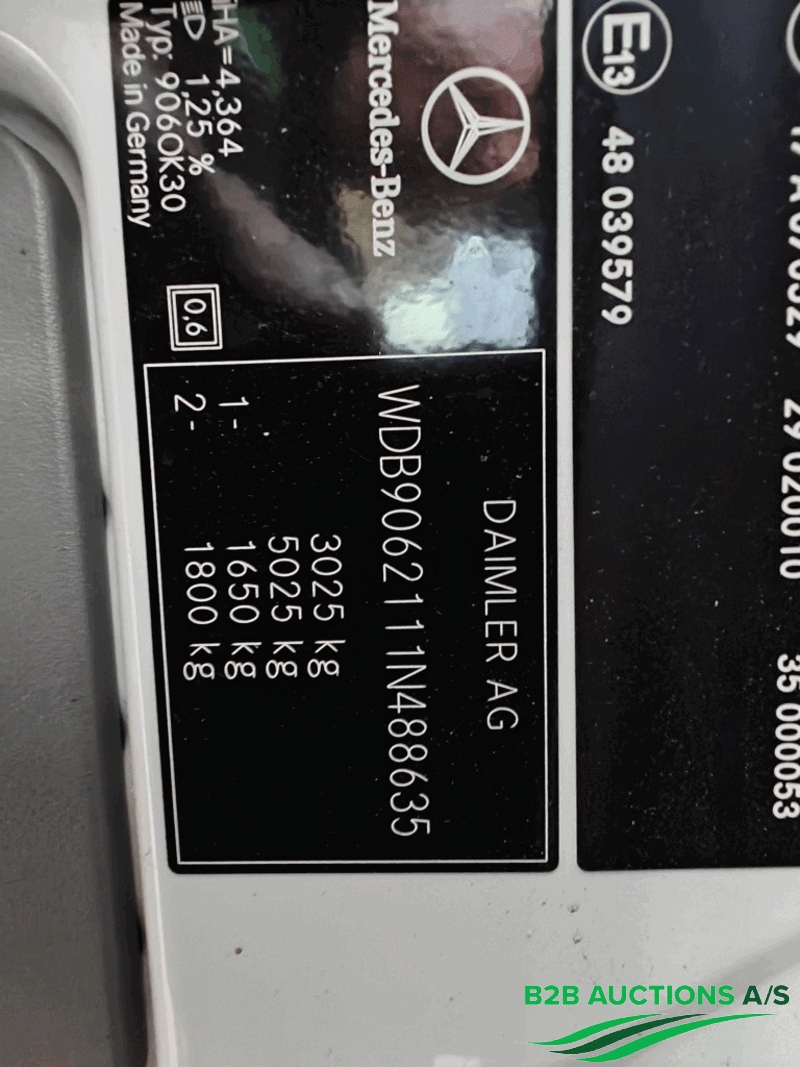 E13 48 039579
29 020010
35 000053
Mercedes-Benz
DAIMLER AG
WDB9062111N488635
3025 kg
5025 kg
1- 1650 kg
2- 1800 kg
iHA=4,364
1,25 %
Typ: 906OK30
Made in Germany
0,6
B2B AUCTIONS A/S